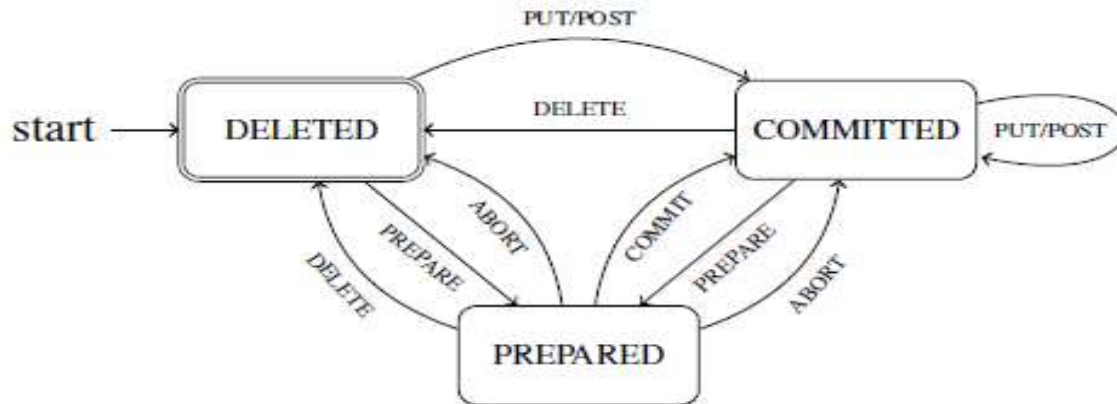 PUT/POST
start
DELETED
DELETE
COMMITTED
PUT/POST
DELETE
PREPARE
ABORT
COMMIT
PREPARE
ABORT
PREPARED